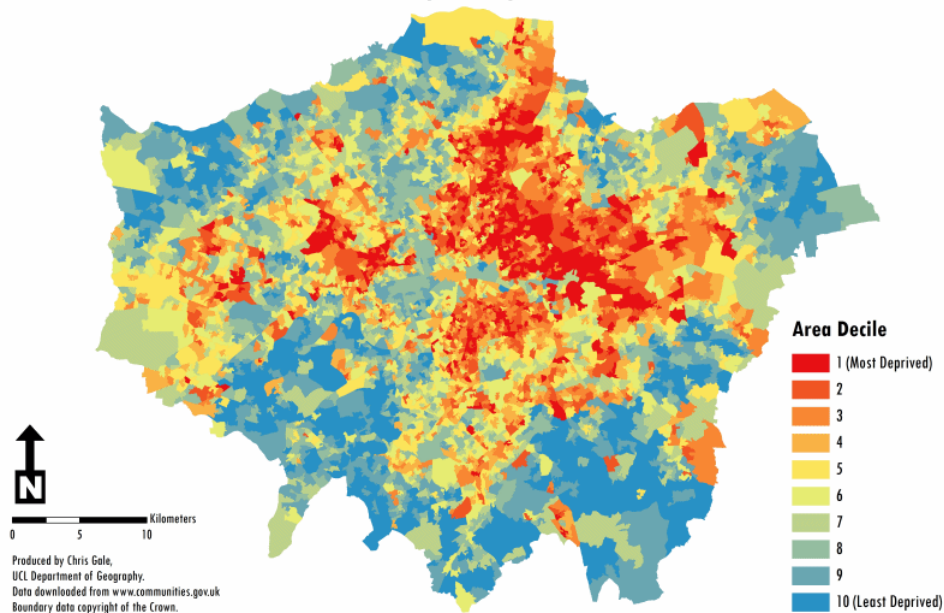 Area Decile
1 (Most Deprived)
2
3
4
5
6
7
8
9
10 (Least Deprived)
N
Kilometers
0 5 10
Produced by Chris Gale,
UCL Department of Geography.
Data downloaded from www.communities.gov.uk
Boundary data copyright of the Crown.